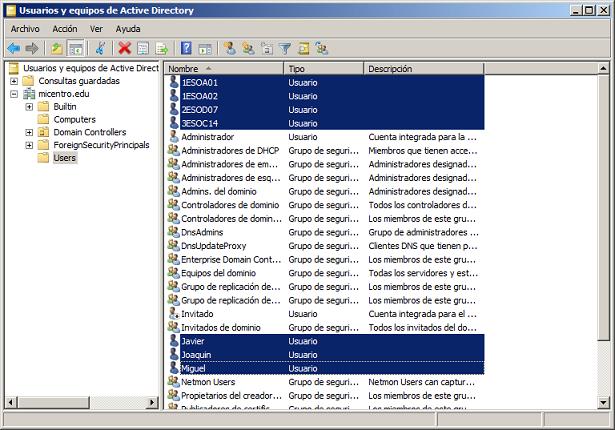 Usuarios y equipos de Active Directory
Archivo Acción Ver Ayuda
Usuarios y equipos de Active Direct
Consultas guardadas
micentro.edu
Builtin
Computers
Domain Controllers
ForeignSecurityPrincipals
Users
Nombre Tipo Descripción
1ESOA01 Usuario
1ESOA02 Usuario
2ESOD07 Usuario
3ESOC14 Usuario
Administrador Usuario Cuenta integrada para la ...
Administradores de DHCP Grupo de seguri... Miembros que tienen acce...
Administradores de em... Grupo de seguri... Administradores designad...
Administradores de esq... Grupo de seguri... Administradores designad...
Admins. del dominio Grupo de seguri... Administradores designad...
Controladores de dominio Grupo de seguri... Todos los controladores d...
Controladores de domin... Grupo de seguri... Los miembros de este gru...
DnsAdmins Grupo de seguri... Grupo de administradores ...
DnsUpdateProxy Grupo de seguri... Clientes DNS que tienen p...
Enterprise Domain Cont... Grupo de seguri... Los miembros de este gru...
Equipos del dominio Grupo de seguri... Todas los servidores y est...
Grupo de replicación de... Grupo de seguri... Los miembros de este gru...
Grupo de replicación de... Grupo de seguri... Los miembros de este gru...
Invitado Usuario Cuenta integrada para el ...
Invitados de dominio Grupo de seguri... Todos los invitados del do...
Javier Usuario
Joaquin Usuario
Miguel Usuario
Netmon Users Grupo de seguri... Netmon Users can captur...
Propietarios del creador... Grupo de seguri... Los miembros de este gru...
Publicadores de certific... Grupo de seguri... Los miembros de este gru...